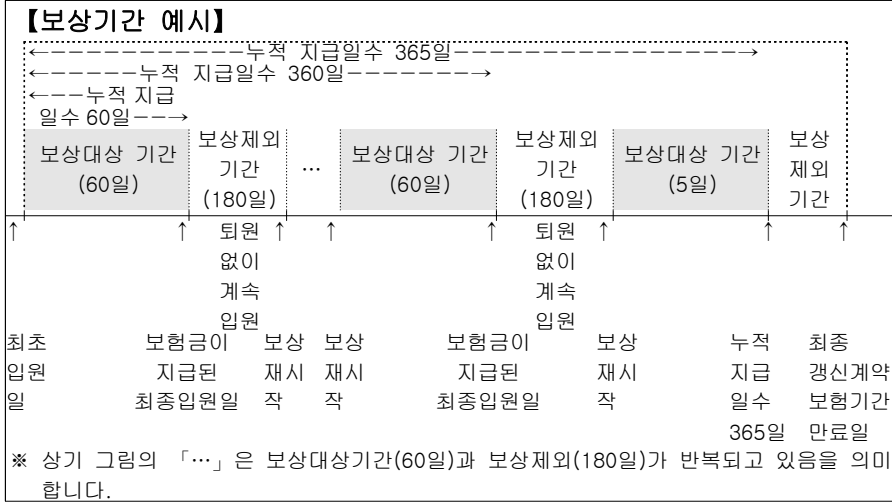 【보상기간 예시】
←------------누적 지급일수 365일----------------→
←-----누적 지급일수 360일-------→
←--누적 지급
일수 60일--→
보상대상 기간
(60일)
보상제외
기간
(180일)
…
보상대상 기간
(60일)
보상제외
기간
(180일)
보상대상 기간
(5일)
보상
제외
기간
↑ ↑ ↑ ↑ ↑ ↑ ↑ ↑
퇴원
없이
계속
입원
퇴원
없이
계속
입원
최초
입원
일
보험금이
지급된
최종입원일
보상
재시
작
보상
재시
작
보험금이
지급된
최종입원일
보상
재시
작
누적
지급
일수
365일
최종
갱신계약
보험기간
만료일
※ 상기 그림의 「…」은 보상대상기간(60일)과 보상제외(180일)가 반복되고 있음을 의미
합니다.